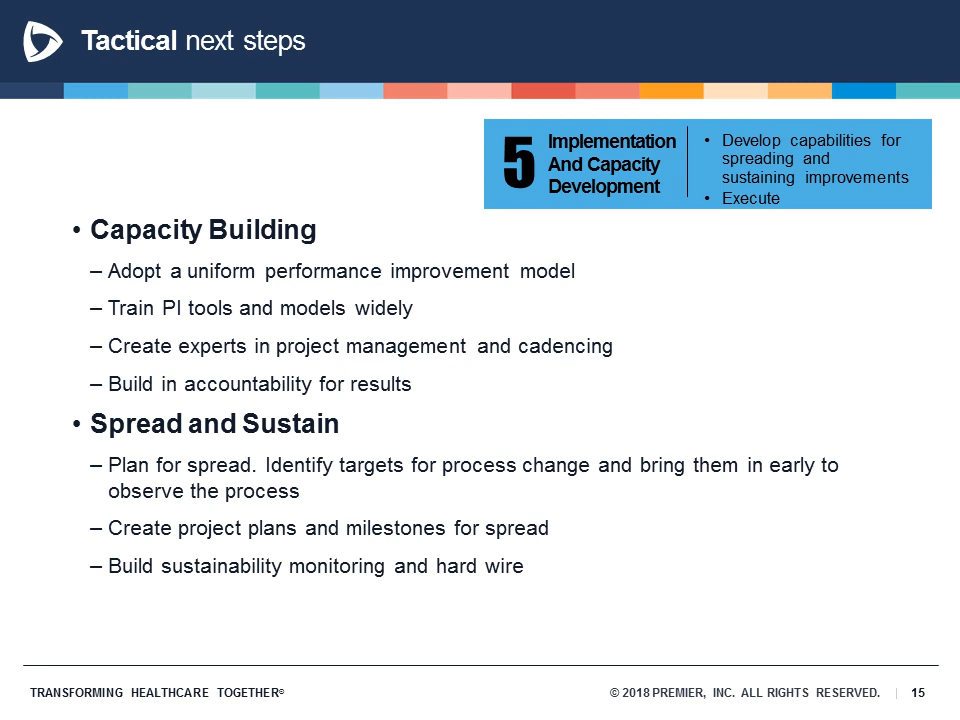 Tactical next steps
5
Implementation
And Capacity
Development
• Develop capabilities for
spreading and
sustaining improvements
• Execute
• Capacity Building
– Adopt a uniform performance improvement model
– Train PI tools and models widely
– Create experts in project management and cadencing
– Build in accountability for results
• Spread and Sustain
– Plan for spread. Identify targets for process change and bring them in early to
observe the process
– Create project plans and milestones for spread
– Build sustainability monitoring and hard wire
TRANSFORMING HEALTHCARE TOGETHER®
© 2018 PREMIER, INC. ALL RIGHTS RESERVED. | 15